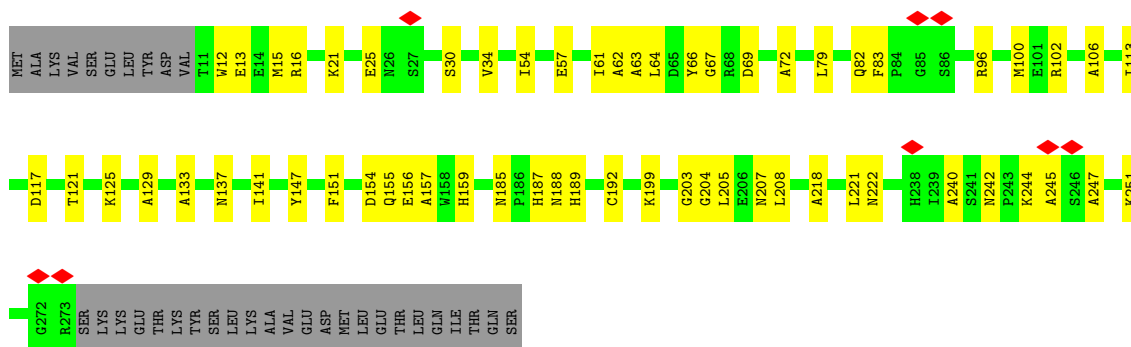 MET ALA LYS VAL SER GLU LEU TYR ASP VAL T11 W12 E13 E14 M15 R16 K21 E25 N26 S27 S30 V34 I54 E57 I61 A62 A63 L64 D65 Y66 G67 R68 D69 A72 L79 Q82 F83 P84 G85 S86 R96 M100 E101 R102 A106 I113
D117 T121 K125 A129 A133 N137 I141 Y147 F151 D154 Q155 E156 A157 W158 H159 N185 P186 H187 N188 H189 C192 K199 G203 G204 L205 E206 N207 L208 A218 L221 N222 H238 I239 A240 S241 N242 P243 K244 A245 S246 A247 K251
G272 R273 SER LYS LYS GLU THR LYS TYR SER LEU LYS ALA VAL GLU ASP MET LEU GLU THR LEU GLN ILE THR GLN SER